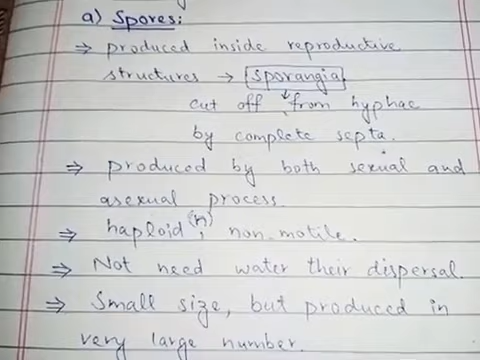 a) Spores:
⇒ produced inside reproductive
structures → sporangia
cut off from hyphae
by complete septa.
⇒ produced by both sexual and
asexual process
⇒ haploid (n), non-motile.
⇒ Not need water their dispersal.
⇒ Small size, but produced in
very large number.